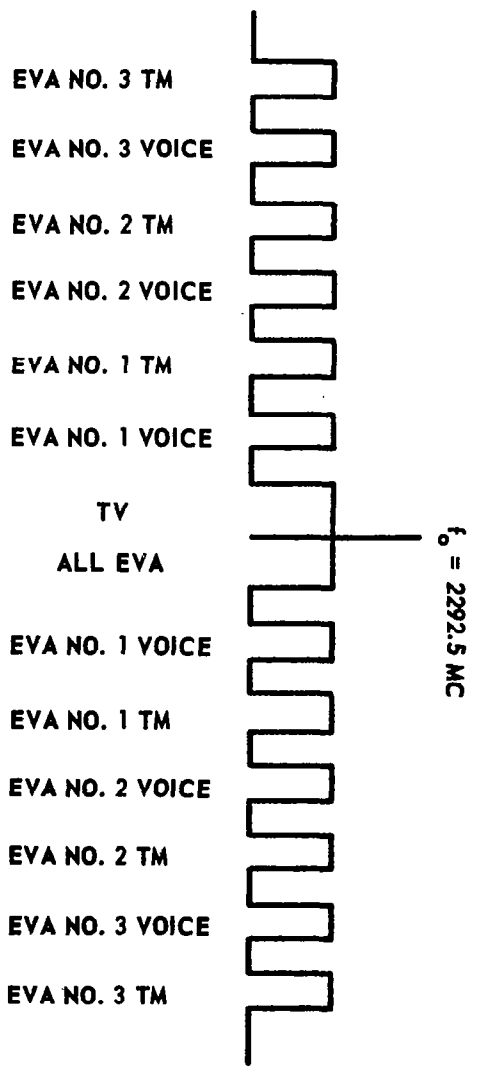 EVA NO. 3 TM
EVA NO. 3 VOICE
EVA NO. 2 TM
EVA NO. 2 VOICE
EVA NO. 1 TM
EVA NO. 1 VOICE
TV
ALL EVA
fo = 2292.5 MC
EVA NO. 1 VOICE
EVA NO. 1 TM
EVA NO. 2 VOICE
EVA NO. 2 TM
EVA NO. 3 VOICE
EVA NO. 3 TM